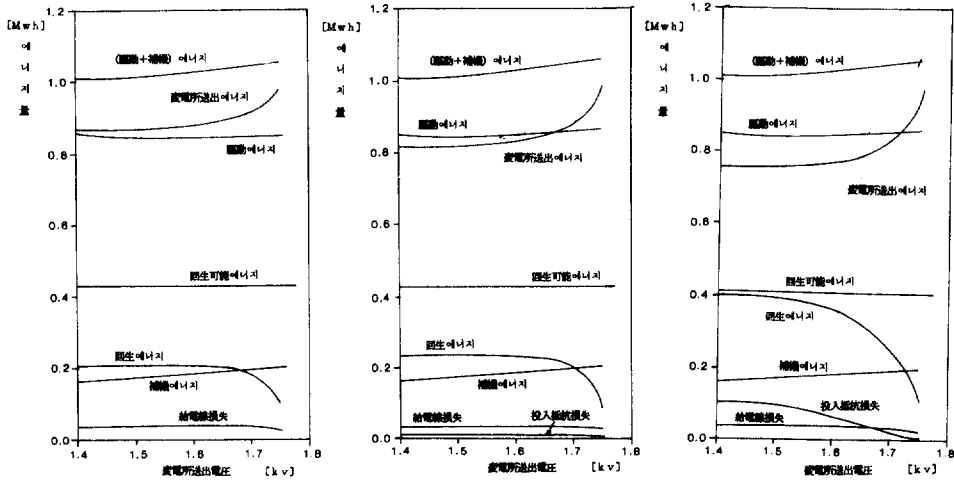 [Mwh]
에
너
지
量
1.2
1.0
0.8
0.6
0.4
0.2
0.0
(驅動+補機) 에너지
變電所送出에너지
驅動에너지
回生可能에너지
回生에너지
補機에너지
給電線損失
1.4 1.5 1.6 1.7 1.8
變電所送出電圧 [kv]
[Mwh]
에
너
지
量
1.2
1.0
0.8
0.6
0.4
0.2
0.0
(驅動+補機) 에너지
驅動에너지
變電所送出에너지
回生可能에너지
回生에너지
補機에너지
給電線損失
投入抵抗損失
1.4 1.5 1.6 1.7 1.8
變電所送出電圧 [kv]
[Mwh]
에
너
지
量
1.2
1.0
0.8
0.6
0.4
0.2
0.0
(驅動+補機) 에너지
驅動에너지
變電所送出에너지
回生可能에너지
回生에너지
補機에너지
投入抵抗損失
給電線損失
1.4 1.5 1.6 1.7 1.8
變電所送出電圧 [kv]